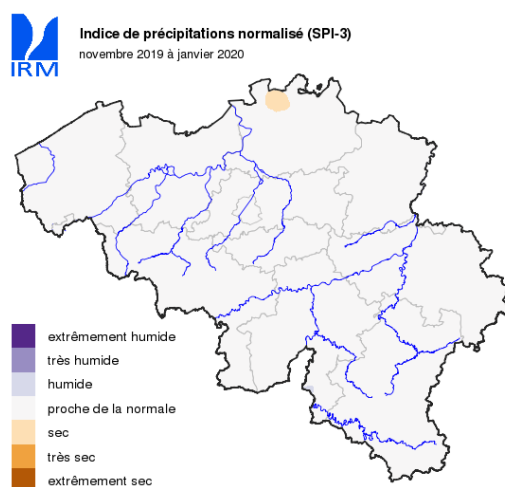 Indice de précipitations normalisé (SPI-3)
novembre 2019 à janvier 2020
IRM
extrêmement humide
très humide
humide
proche de la normale
sec
très sec
extrêmement sec